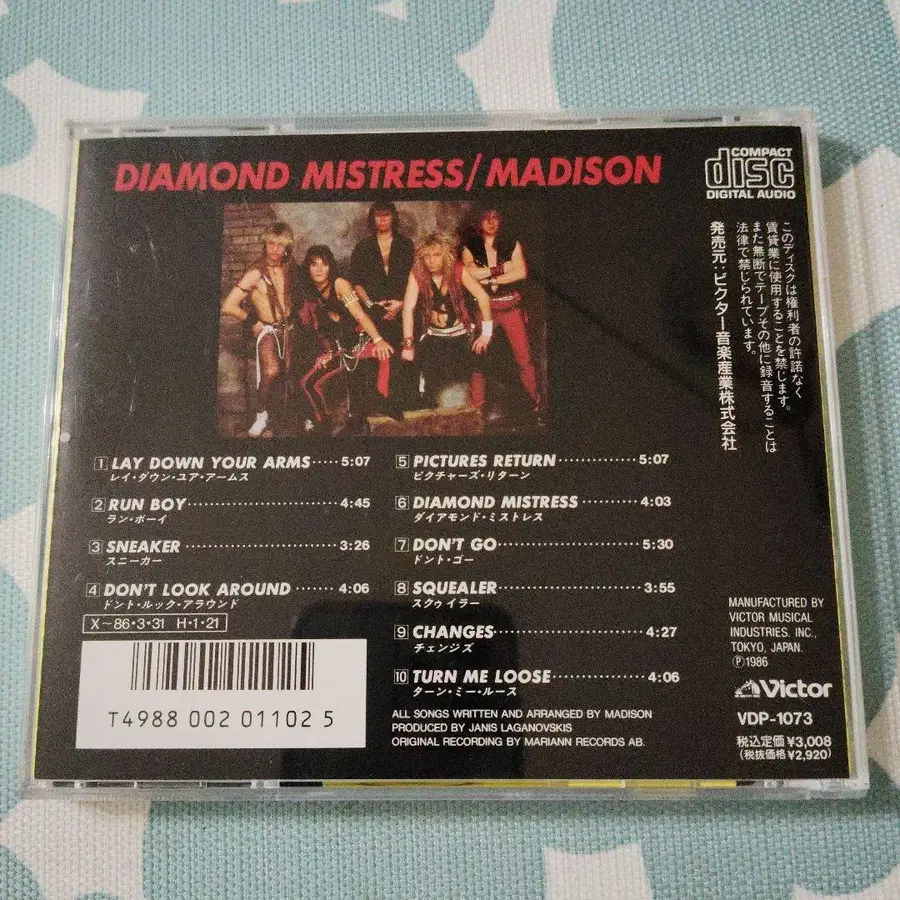 DIAMOND MISTRESS/MADISON
COMPACT
disc
DIGITAL AUDIO
このディスクは権利者の許諾なく
賃貸業に使用することを禁じます。
また無断でテープその他に録音することは
法律で禁じられています。
発売元:ビクター音楽産業株式会社
1 LAY DOWN YOUR ARMS ····· 5:07
レイ・ダウン・ユア・アームス
2 RUN BOY ····· 4:45
ラン・ボーイ
3 SNEAKER ····· 3:26
スニーカー
4 DON'T LOOK AROUND ······· 4:06
ドント・ルック・アラウンド
5 PICTURES RETURN ····· 5:07
ピクチャーズ・リターン
6 DIAMOND MISTRESS ····· 4:03
ダイアモンド・ミストレス
7 DON'T GO ····· 5:30
ドント・ゴー
8 SQUEALER ····· 3:55
スクゥイラー
9 CHANGES ····· 4:27
チェンジズ
10 TURN ME LOOSE ····· 4:06
ターン・ミー・ルース
X~86・3・31 H・1・21
T4988 002 01102 5
ALL SONGS WRITTEN AND ARRANGED BY MADISON
PRODUCED BY JANIS LAGANOVSKIS
ORIGINAL RECORDING BY MARIANN RECORDS AB.
MANUFACTURED BY
VICTOR MUSICAL
INDUSTRIES. INC.,
TOKYO, JAPAN.
Ⓟ1986
Victor
VDP-1073
税込定価¥3,008
(税抜価格¥2,920)